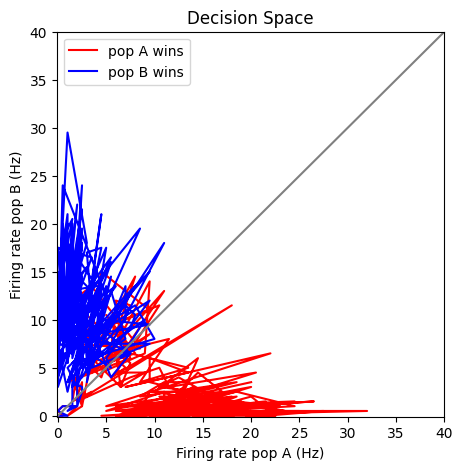 Decision Space
pop A wins
pop B wins
Firing rate pop B (Hz)
40
35
30
25
20
15
10
5
0
0 5 10 15 20 25 30 35 40
Firing rate pop A (Hz)